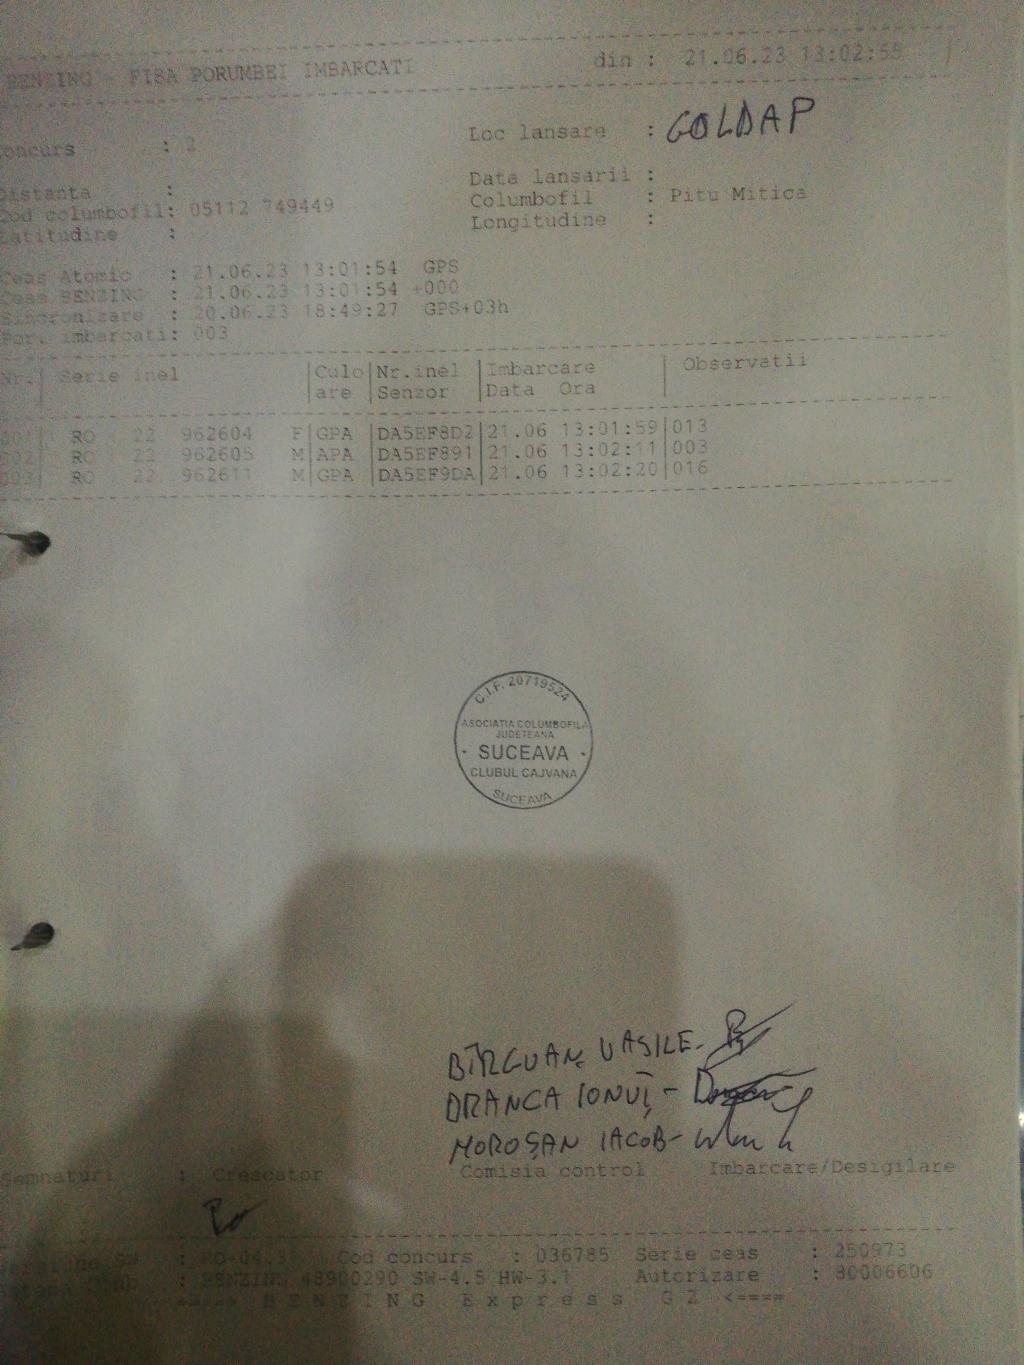 BENZING - FISA PORUMBEI IMBARCATI din : 21.06.23 13:02:58
Concurs : 2 Loc lansare : GOLDAP
Distanta : Data lansarii :
Cod columbofil: 05112 749449 Columbofil : Pitu Mitica
Latitudine : Longitudine :
Ceas Atomic : 21.06.23 13:01:54 GPS
Ceas BENZING : 21.06.23 13:01:54 +000
Sincronizare : 20.06.23 18:49:27 GPS+03h
Por. imbarcati: 003
Nr. Serie inel Culo Nr.inel Imbarcare Observatii
are Senzor Data Ora
001 RO 22 962604 F GPA DA5EF8D2 21.06 13:01:59 013
002 RO 22 962605 M APA DA5EF891 21.06 13:02:11 003
003 RO 22 962611 M GPA DA5EF9DA 21.06 13:02:20 016
C.I.F. 20719524
ASOCIATIA COLUMBOFILA
JUDETEANA
SUCEAVA
CLUBUL CAJVANA
SUCEAVA
VASILE
DRANCA IONUȚ -
MOROȘAN IACOB -
Semnaturi : Crescator Comisia control Imbarcare/Desigilare
Cod concurs : 036785 Serie ceas : 250973
: BENZING 48900290 SW-4.5 HW-3.1 Autorizare : 80006606
====> BENZING Express G2 <====